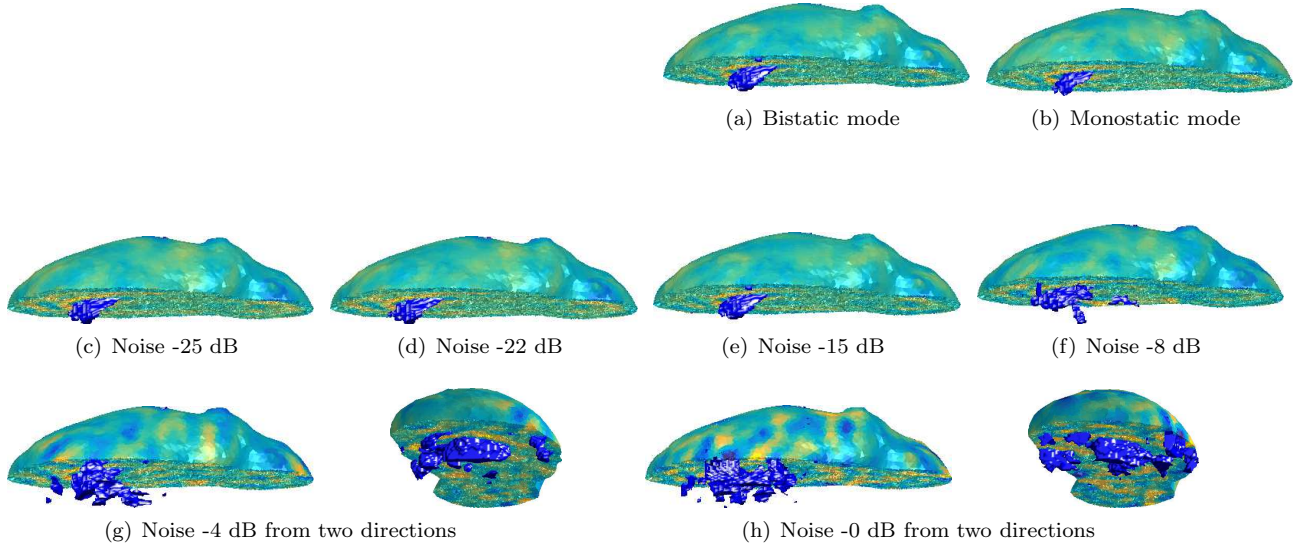 (a) Bistatic mode
(b) Monostatic mode
(c) Noise -25 dB
(d) Noise -22 dB
(e) Noise -15 dB
(f) Noise -8 dB
(g) Noise -4 dB from two directions
(h) Noise -0 dB from two directions